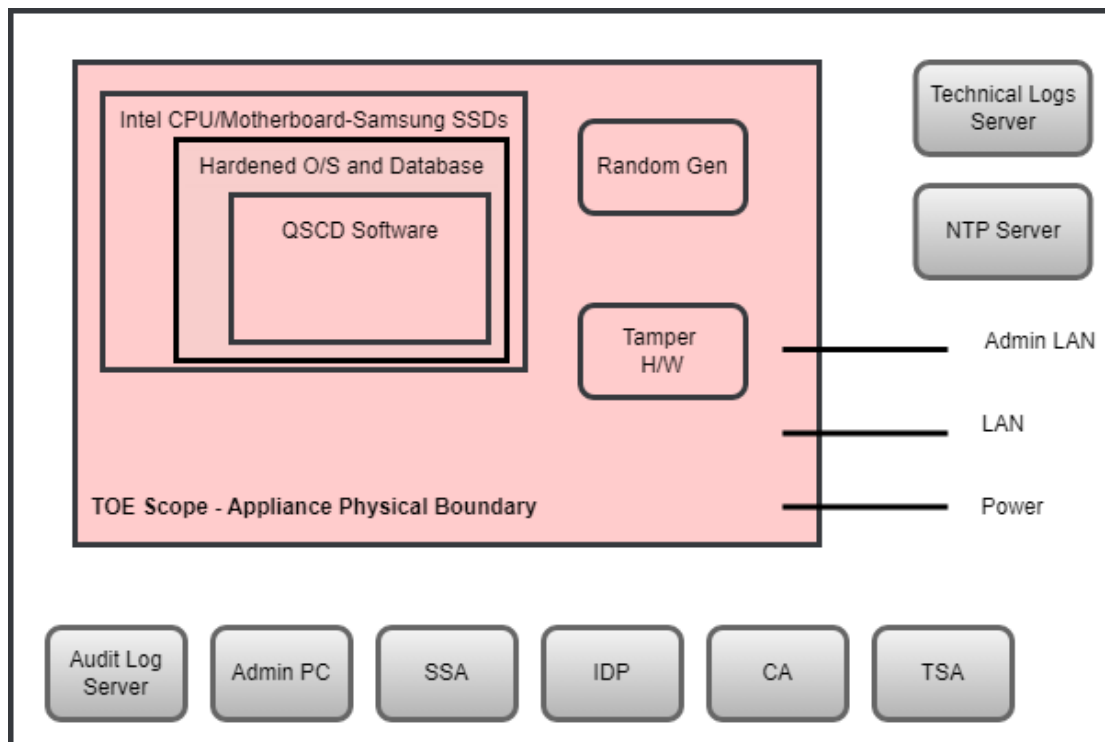 Intel CPU/Motherboard-Samsung SSDs
Hardened O/S and Database
QSCD Software
Random Gen
Tamper
H/W
TOE Scope - Appliance Physical Boundary
Technical Logs
Server
NTP Server
Admin LAN
LAN
Power
Audit Log
Server
Admin PC
SSA
IDP
CA
TSA